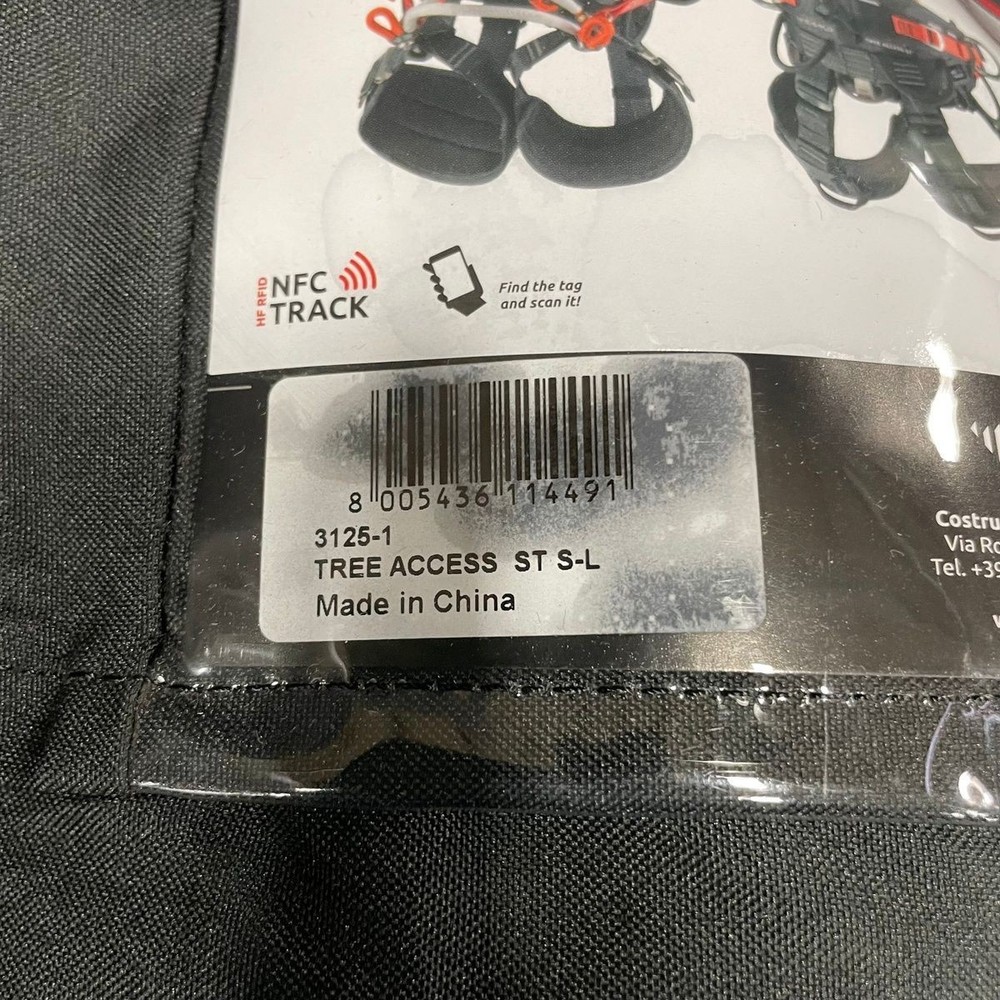 HF RFID
NFC
TRACK
Find the tag
and scan it!
8 005436 114491
3125-1
TREE ACCESS ST S-L
Made in China
Costru
Via Ro
Tel. +39